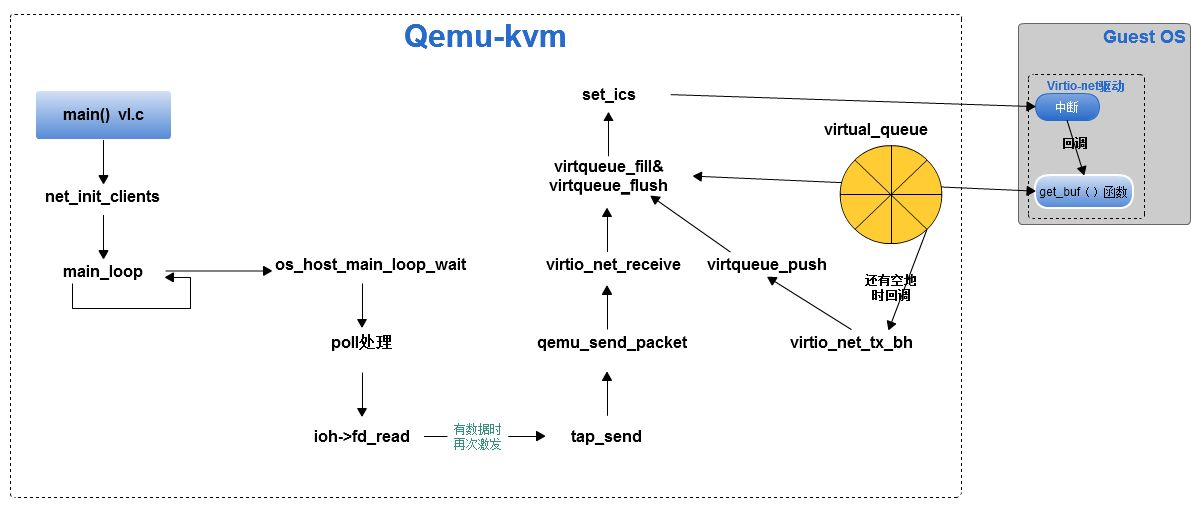 Qemu-kvm
Guest OS
main() vl.c
net_init_clients
main_loop
os_host_main_loop_wait
poll处理
ioh->fd_read
有数据时
再次激发
tap_send
qemu_send_packet
virtio_net_receive
virtqueue_fill&
virtqueue_flush
set_ics
virtual_queue
virtqueue_push
还有空地
时回调
virtio_net_tx_bh
Virtio-net驱动
中断
回调
get_buf（）函数